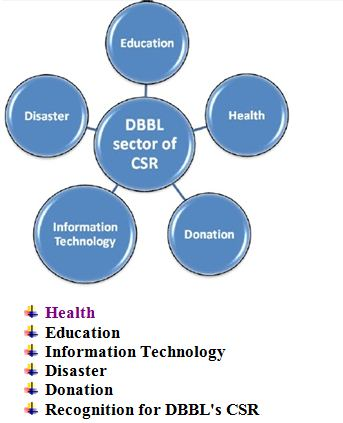 Education
Disaster
DBBL
sector of
CSR
Health
Information
Technology
Donation
Health
Education
Information Technology
Disaster
Donation
Recognition for DBBL's CSR